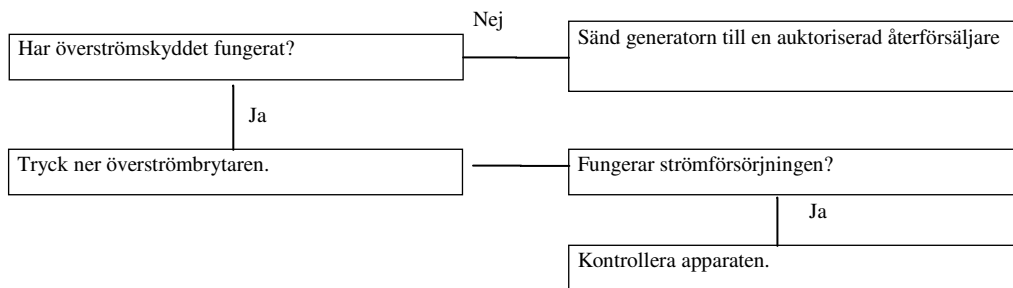 Nej
Har överströmskyddet fungerat?
Sänd generatorn till en auktoriserad återförsäljare
Ja
Tryck ner överströmbrytaren.
Fungerar strömförsörjningen?
Ja
Kontrollera apparaten.